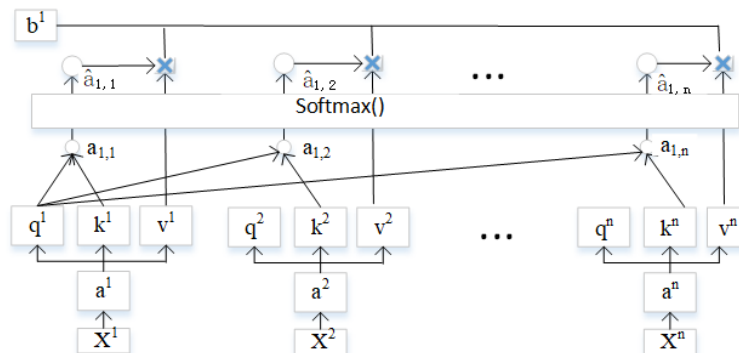 b¹
â₁,₁ â₁,₂ ... â₁,ₙ
Softmax()
a₁,₁ a₁,₂ a₁,ₙ
q¹ k¹ v¹ q² k² v² ... qⁿ kⁿ vⁿ
a¹ a² aⁿ
X¹ X² Xⁿ